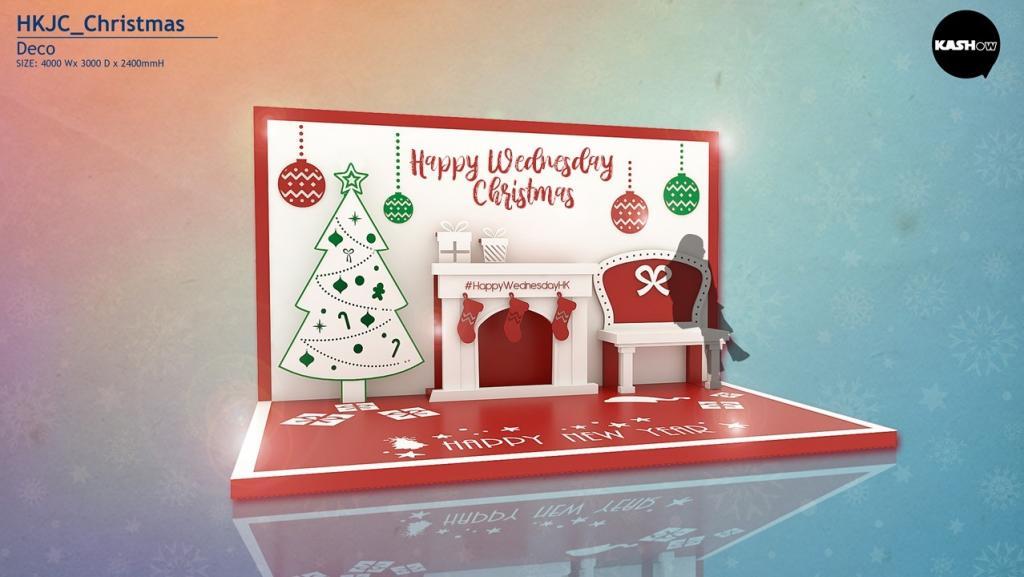 HKJC_Christmas
Deco
SIZE: 4000 Wx 3000 D x 2400mmH
KASHOW
Happy Wednesday
Christmas
#HappyWednesdayHK
HAPPY NEW YEAR